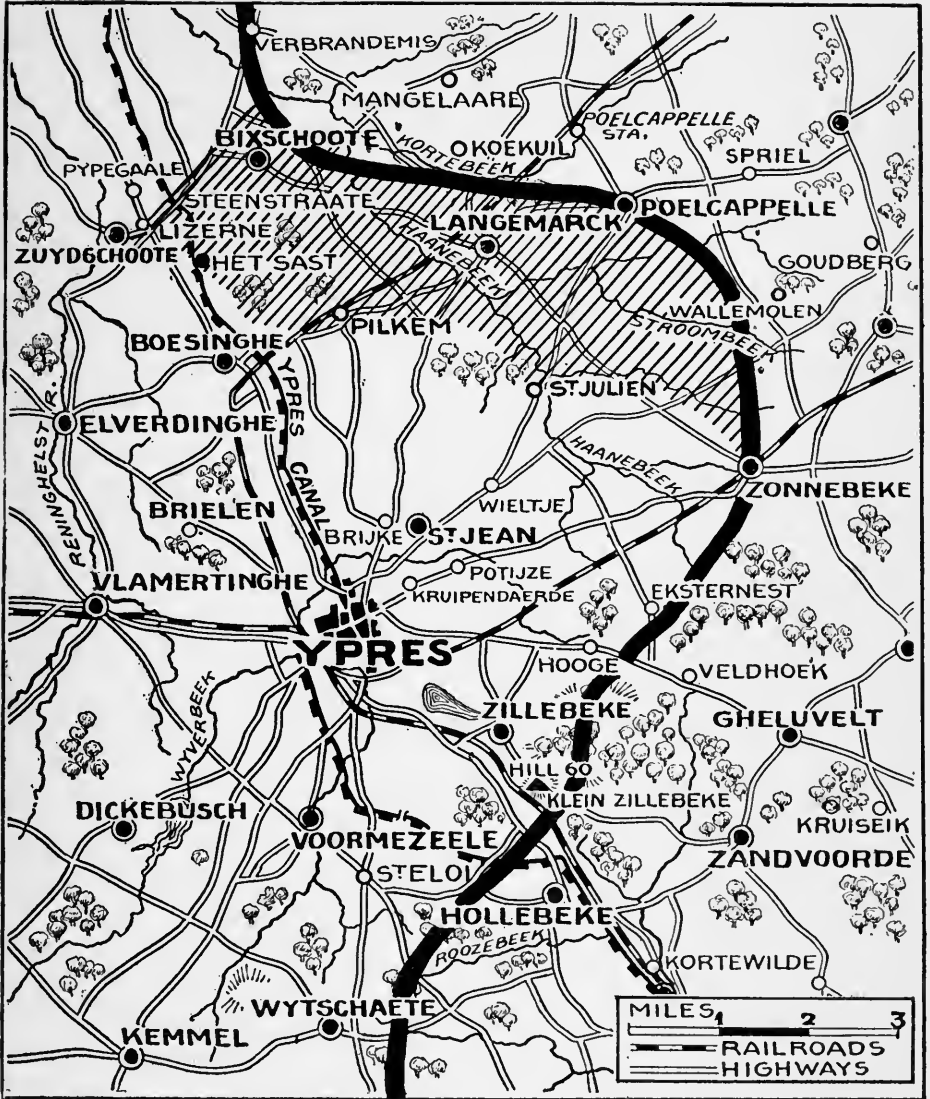 VERBRANDEMIS
MANGELAARE
BIXSCHOOTE
KORTEBEEK
KOEKUIL
POELCAPPELLE
STA.
SPRIEL
PYPEGAALE
STEENSTRAATE
LANGEMARCK
POELCAPPELLE
LIZERNE
HAANEBEEK
ZUYDSCHOOTE
HET SAST
GOUDBERG
WALLEMOLEN
PILKEM
STROOMBEEK
BOESINGHE
YPRES CANAL
ST JULIEN
RENINGHELST R.
ELVERDINGHE
HAANEBEEK
ZONNEBEKE
WIELTJE
BRIELEN
BRIJKE
ST JEAN
POTIJZE
VLAMERTINGHE
KRUIPENDAERDE
EKSTERNEST
YPRES
HOOGE
VELDHOEK
WYVERBEEK
ZILLEBEKE
GHELUVELT
HILL 60
KLEIN ZILLEBEKE
DICKEBUSCH
KRUISEIK
VOORMEZEELE
ZANDVOORDE
ST ELOI
HOLLEBEKE
ROOZEBEEK
KORTEWILDE
WYTSCHAETE
KEMMEL
MILES 1 2 3
RAILROADS
HIGHWAYS